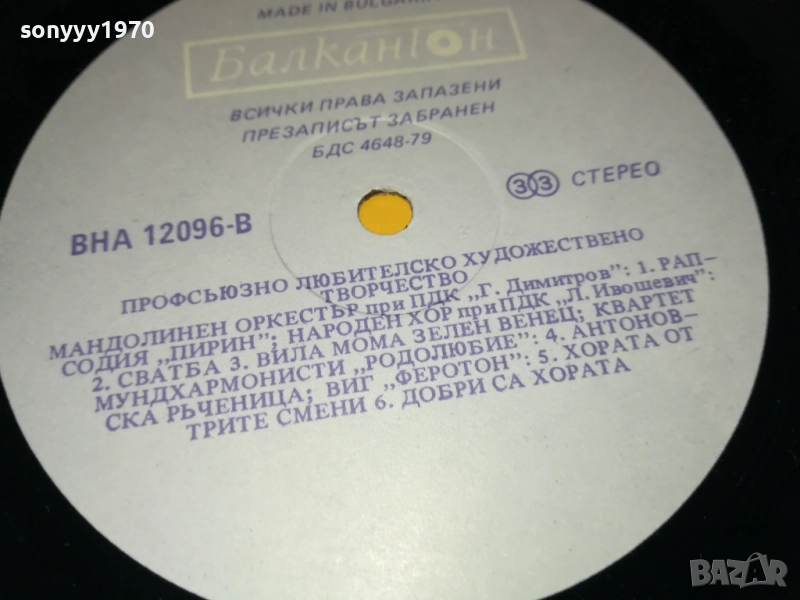 sonyyy1970
MADE IN BULGARIA
Балкантон
ВСИЧКИ ПРАВА ЗАПАЗЕНИ
ПРЕЗАПИСЪТ ЗАБРАНЕН
БДС 4648-79
33 СТЕРЕО
ВНА 12096-В
ПРОФСЬЮЗНО ЛЮБИТЕЛСКО ХУДОЖЕСТВЕНО
ТВОРЧЕСТВО
МАНДОЛИНЕН ОРКЕСТЪР при ПДК „Г. Димитров”: 1. РАП-
СОДИЯ „ПИРИН”; НАРОДЕН ХОР при ПДК „Л. Ивошевич”:
2. СВАТБА 3. ВИЛА МОМА ЗЕЛЕН ВЕНЕЦ; КВАРТЕТ
МУНДХАРМОНИСТИ „РОДОЛЮБИЕ”: 4. АНТОНОВ-
СКА РЬЧЕНИЦА; ВИГ „ФЕРОТОН”: 5. ХОРАТА ОТ
ТРИТЕ СМЕНИ 6. ДОБРИ СА ХОРАТА
BAZAR